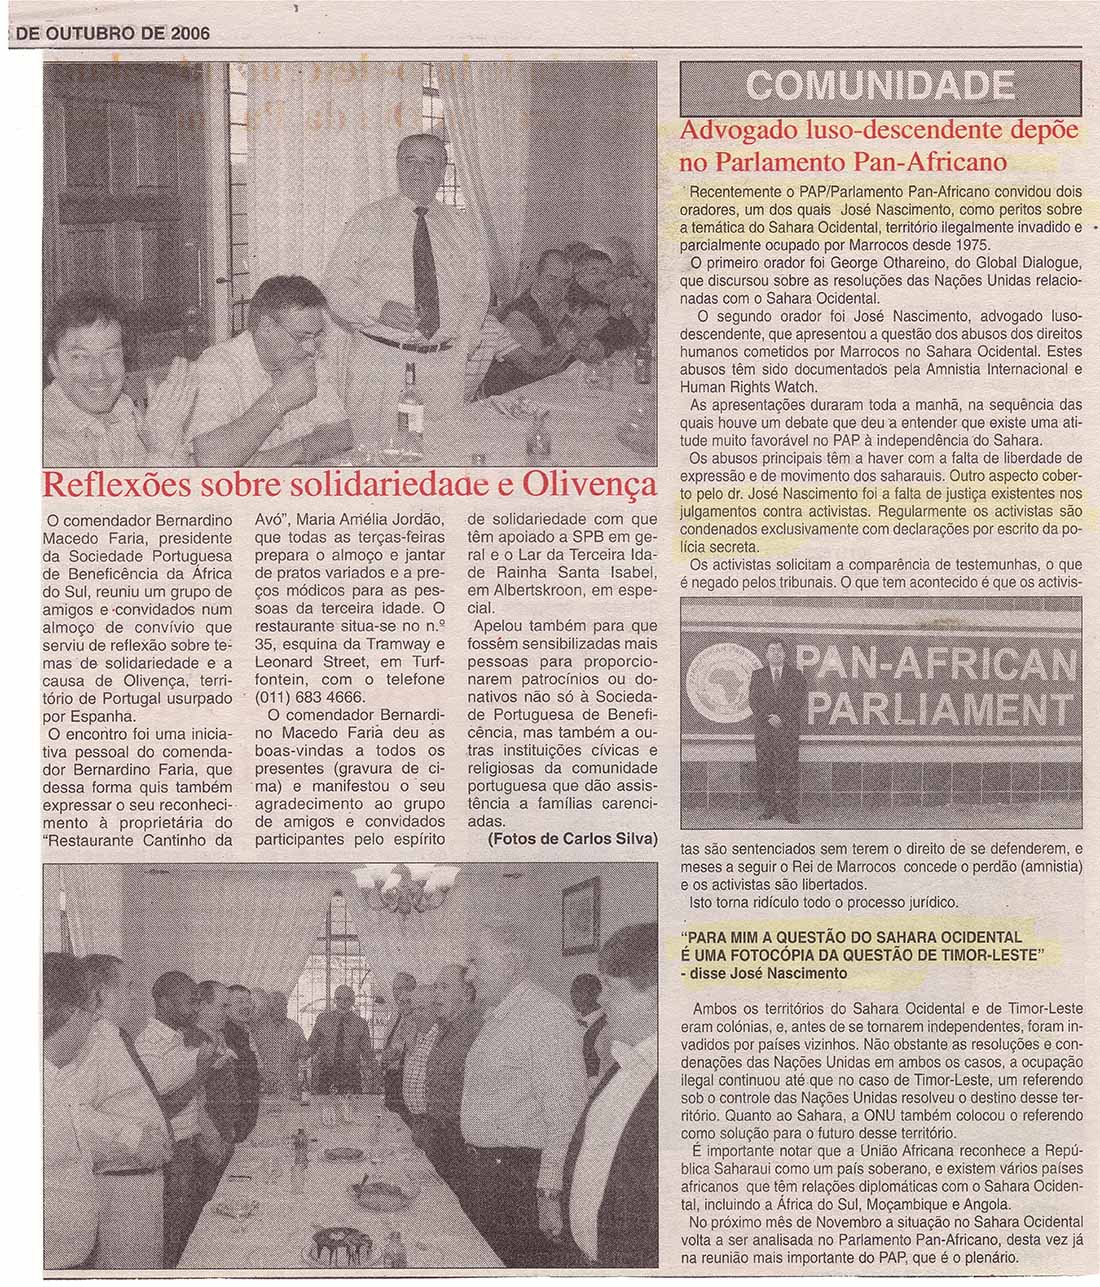 DE OUTUBRO DE 2006
Reflexões sobre solidariedade e Olivença
O comendador Bernardino
Macedo Faria, presidente
da Sociedade Portuguesa
de Beneficência da África
do Sul, reuniu um grupo de
amigos e convidados num
almoço de convívio que
serviu de reflexão sobre te-
mas de solidariedade e a
causa de Olivença, terri-
tório de Portugal usurpado
por Espanha.
O encontro foi uma inicia-
tiva pessoal do comenda-
dor Bernardino Faria, que
dessa forma quis também
expressar o seu reconheci-
mento à proprietária do
“Restaurante Cantinho da
Avó”, Maria Amélia Jordão,
que todas as terças-feiras
prepara o almoço e jantar
de pratos variados e a pre-
ços módicos para as pes-
soas da terceira idade. O
restaurante situa-se no n.º
35, esquina da Tramway e
Leonard Street, em Turf-
fontein, com o telefone
(011) 683 4666.
O comendador Bernardi-
no Macedo Faria deu as
boas-vindas a todos os
presentes (gravura de ci-
ma) e manifestou o seu
agradecimento ao grupo
de amigos e convidados
participantes pelo espírito
de solidariedade com que
têm apoiado a SPB em ge-
ral e o Lar da Terceira Ida-
de Rainha Santa Isabel,
em Albertskroon, em espe-
cial.
Apelou também para que
fossem sensibilizadas mais
pessoas para proporcio-
narem patrocínios ou do-
nativos não só à Socieda-
de Portuguesa de Benefi-
cência, mas também a ou-
tras instituições cívicas e
religiosas da comunidade
portuguesa que dão assis-
tência a famílias carenci-
adas.
(Fotos de Carlos Silva)
COMUNIDADE
Advogado luso-descendente depõe
no Parlamento Pan-Africano
Recentemente o PAP/Parlamento Pan-Africano convidou dois
oradores, um dos quais José Nascimento, como peritos sobre
a temática do Sahara Ocidental, território ilegalmente invadido e
parcialmente ocupado por Marrocos desde 1975.
O primeiro orador foi George Othareino, do Global Dialogue,
que discursou sobre as resoluções das Nações Unidas relacio-
nadas com o Sahara Ocidental.
O segundo orador foi José Nascimento, advogado luso-
descendente, que apresentou a questão dos abusos dos direitos
humanos cometidos por Marrocos no Sahara Ocidental. Estes
abusos têm sido documentados pela Amnistia Internacional e
Human Rights Watch.
As apresentações duraram toda a manhã, na sequência das
quais houve um debate que deu a entender que existe uma ati-
tude muito favorável no PAP à independência do Sahara.
Os abusos principais têm a haver com a falta de liberdade de
expressão e de movimento dos saharauis. Outro aspecto cober-
to pelo dr. José Nascimento foi a falta de justiça existentes nos
julgamentos contra activistas. Regularmente os activistas são
condenados exclusivamente com declarações por escrito da po-
lícia secreta.
Os activistas solicitam a comparência de testemunhas, o que
é negado pelos tribunais. O que tem acontecido é que os activis-
PAN-AFRICAN
PARLIAMENT
tas são sentenciados sem terem o direito de se defenderem, e
meses a seguir o Rei de Marrocos concede o perdão (amnistia)
e os activistas são libertados.
Isto torna ridículo todo o processo jurídico.
“PARA MIM A QUESTÃO DO SAHARA OCIDENTAL
É UMA FOTOCÓPIA DA QUESTÃO DE TIMOR-LESTE”
- disse José Nascimento
Ambos os territórios do Sahara Ocidental e de Timor-Leste
eram colónias, e, antes de se tornarem independentes, foram in-
vadidos por países vizinhos. Não obstante as resoluções e con-
denações das Nações Unidas em ambos os casos, a ocupação
ilegal continuou até que no caso de Timor-Leste, um referendo
sob o controle das Nações Unidas resolveu o destino desse ter-
ritório. Quanto ao Sahara, a ONU também colocou o referendo
como solução para o futuro desse território.
É importante notar que a União Africana reconhece a Repú-
blica Saharaui como um país soberano, e existem vários países
africanos que têm relações diplomáticas com o Sahara Ociden-
tal, incluindo a África do Sul, Moçambique e Angola.
No próximo mês de Novembro a situação no Sahara Ocidental
volta a ser analisada no Parlamento Pan-Africano, desta vez já
na reunião mais importante do PAP, que é o plenário.